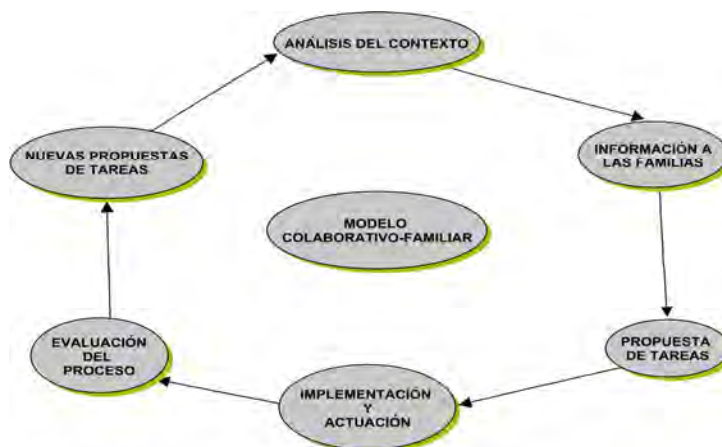 ANÁLISIS DEL CONTEXTO
INFORMACIÓN A
LAS FAMILIAS
NUEVAS PROPUESTAS
DE TAREAS
MODELO
COLABORATIVO-FAMILIAR
PROPUESTA
DE TAREAS
EVALUACIÓN
DEL
PROCESO
IMPLEMENTACIÓN
Y
ACTUACIÓN